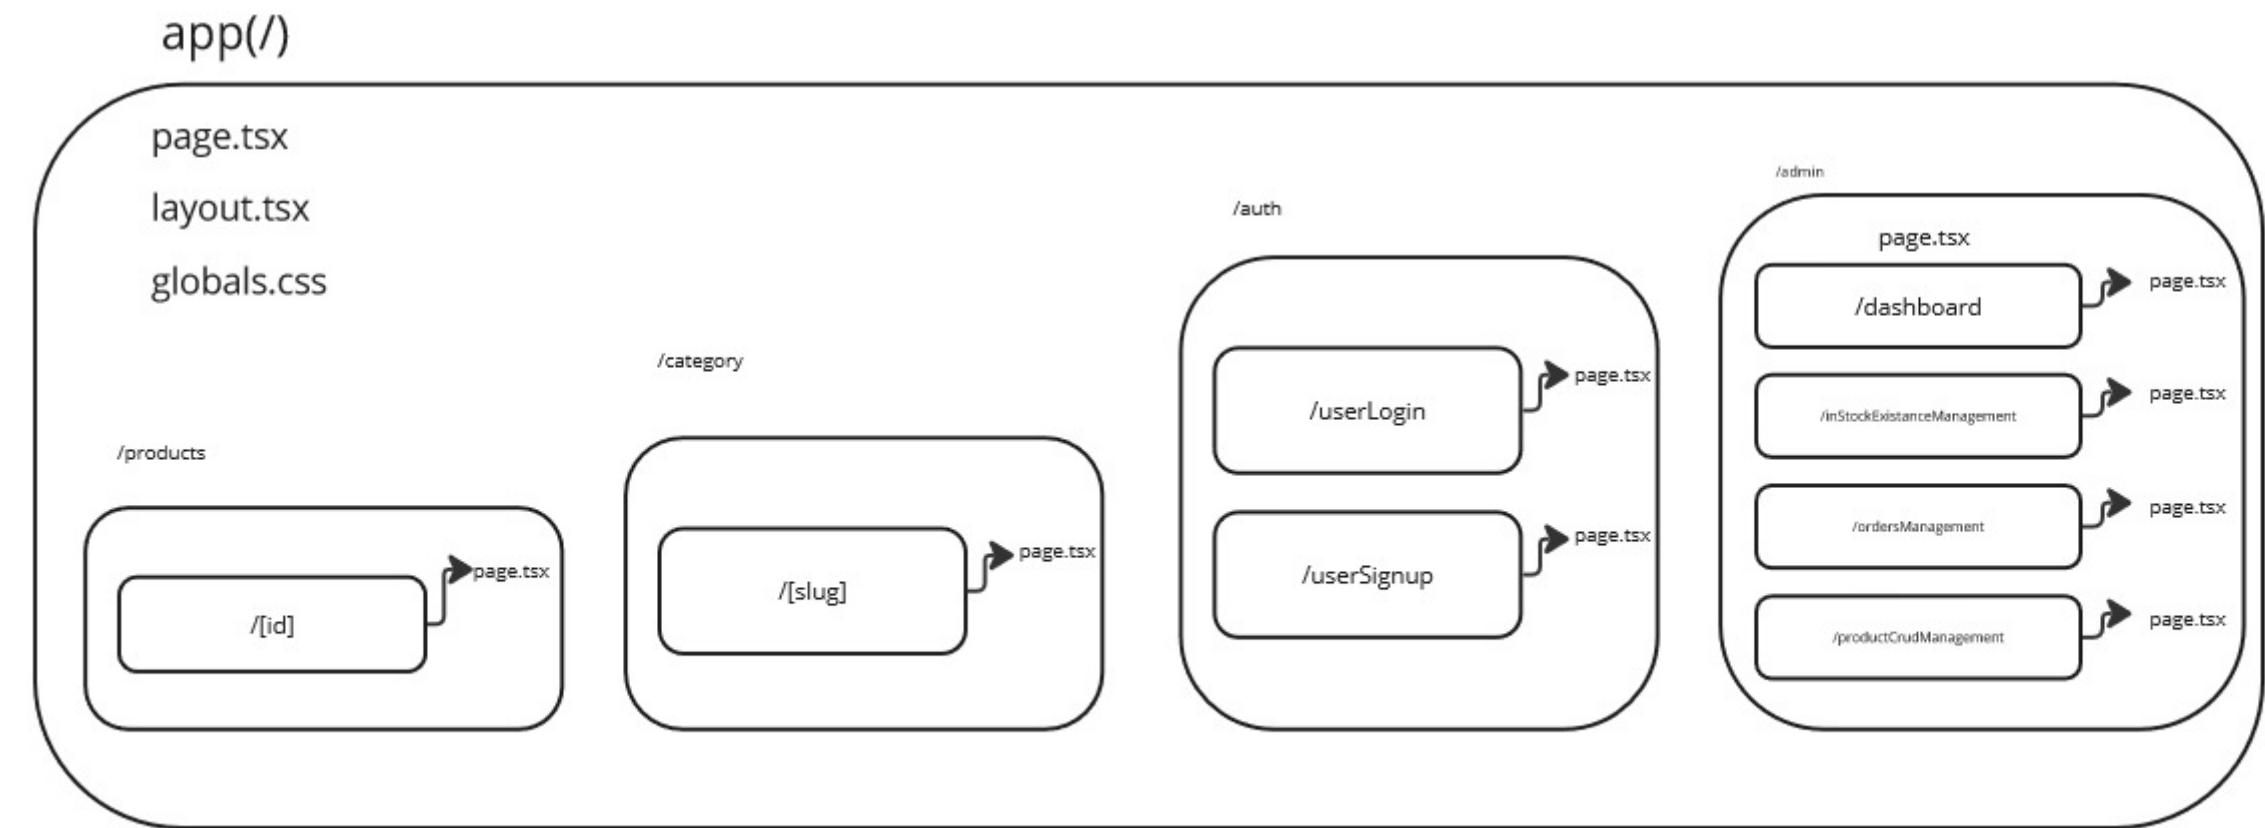 app(/)
page.tsx
layout.tsx
globals.css
/products
/[id]
page.tsx
/category
/[slug]
page.tsx
/auth
/userLogin
page.tsx
/userSignup
page.tsx
/admin
page.tsx
/dashboard
page.tsx
/inStockExistanceManagement
page.tsx
/ordersManagement
page.tsx
/productCrudManagement
page.tsx